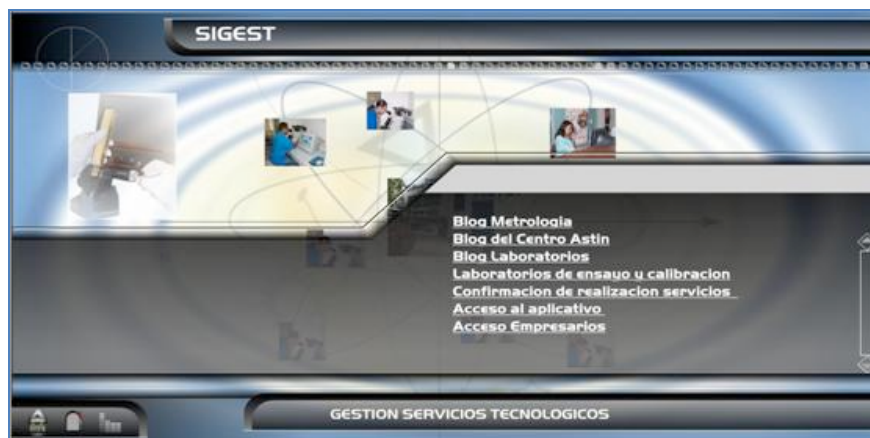 SIGEST
Blog Metrologia
Blog del Centro Astin
Blog Laboratorios
Laboratorios de ensayo y calibracion
Confirmacion de realizacion servicios
Acceso al aplicativo
Acceso Empresarios
GESTION SERVICIOS TECNOLOGICOS